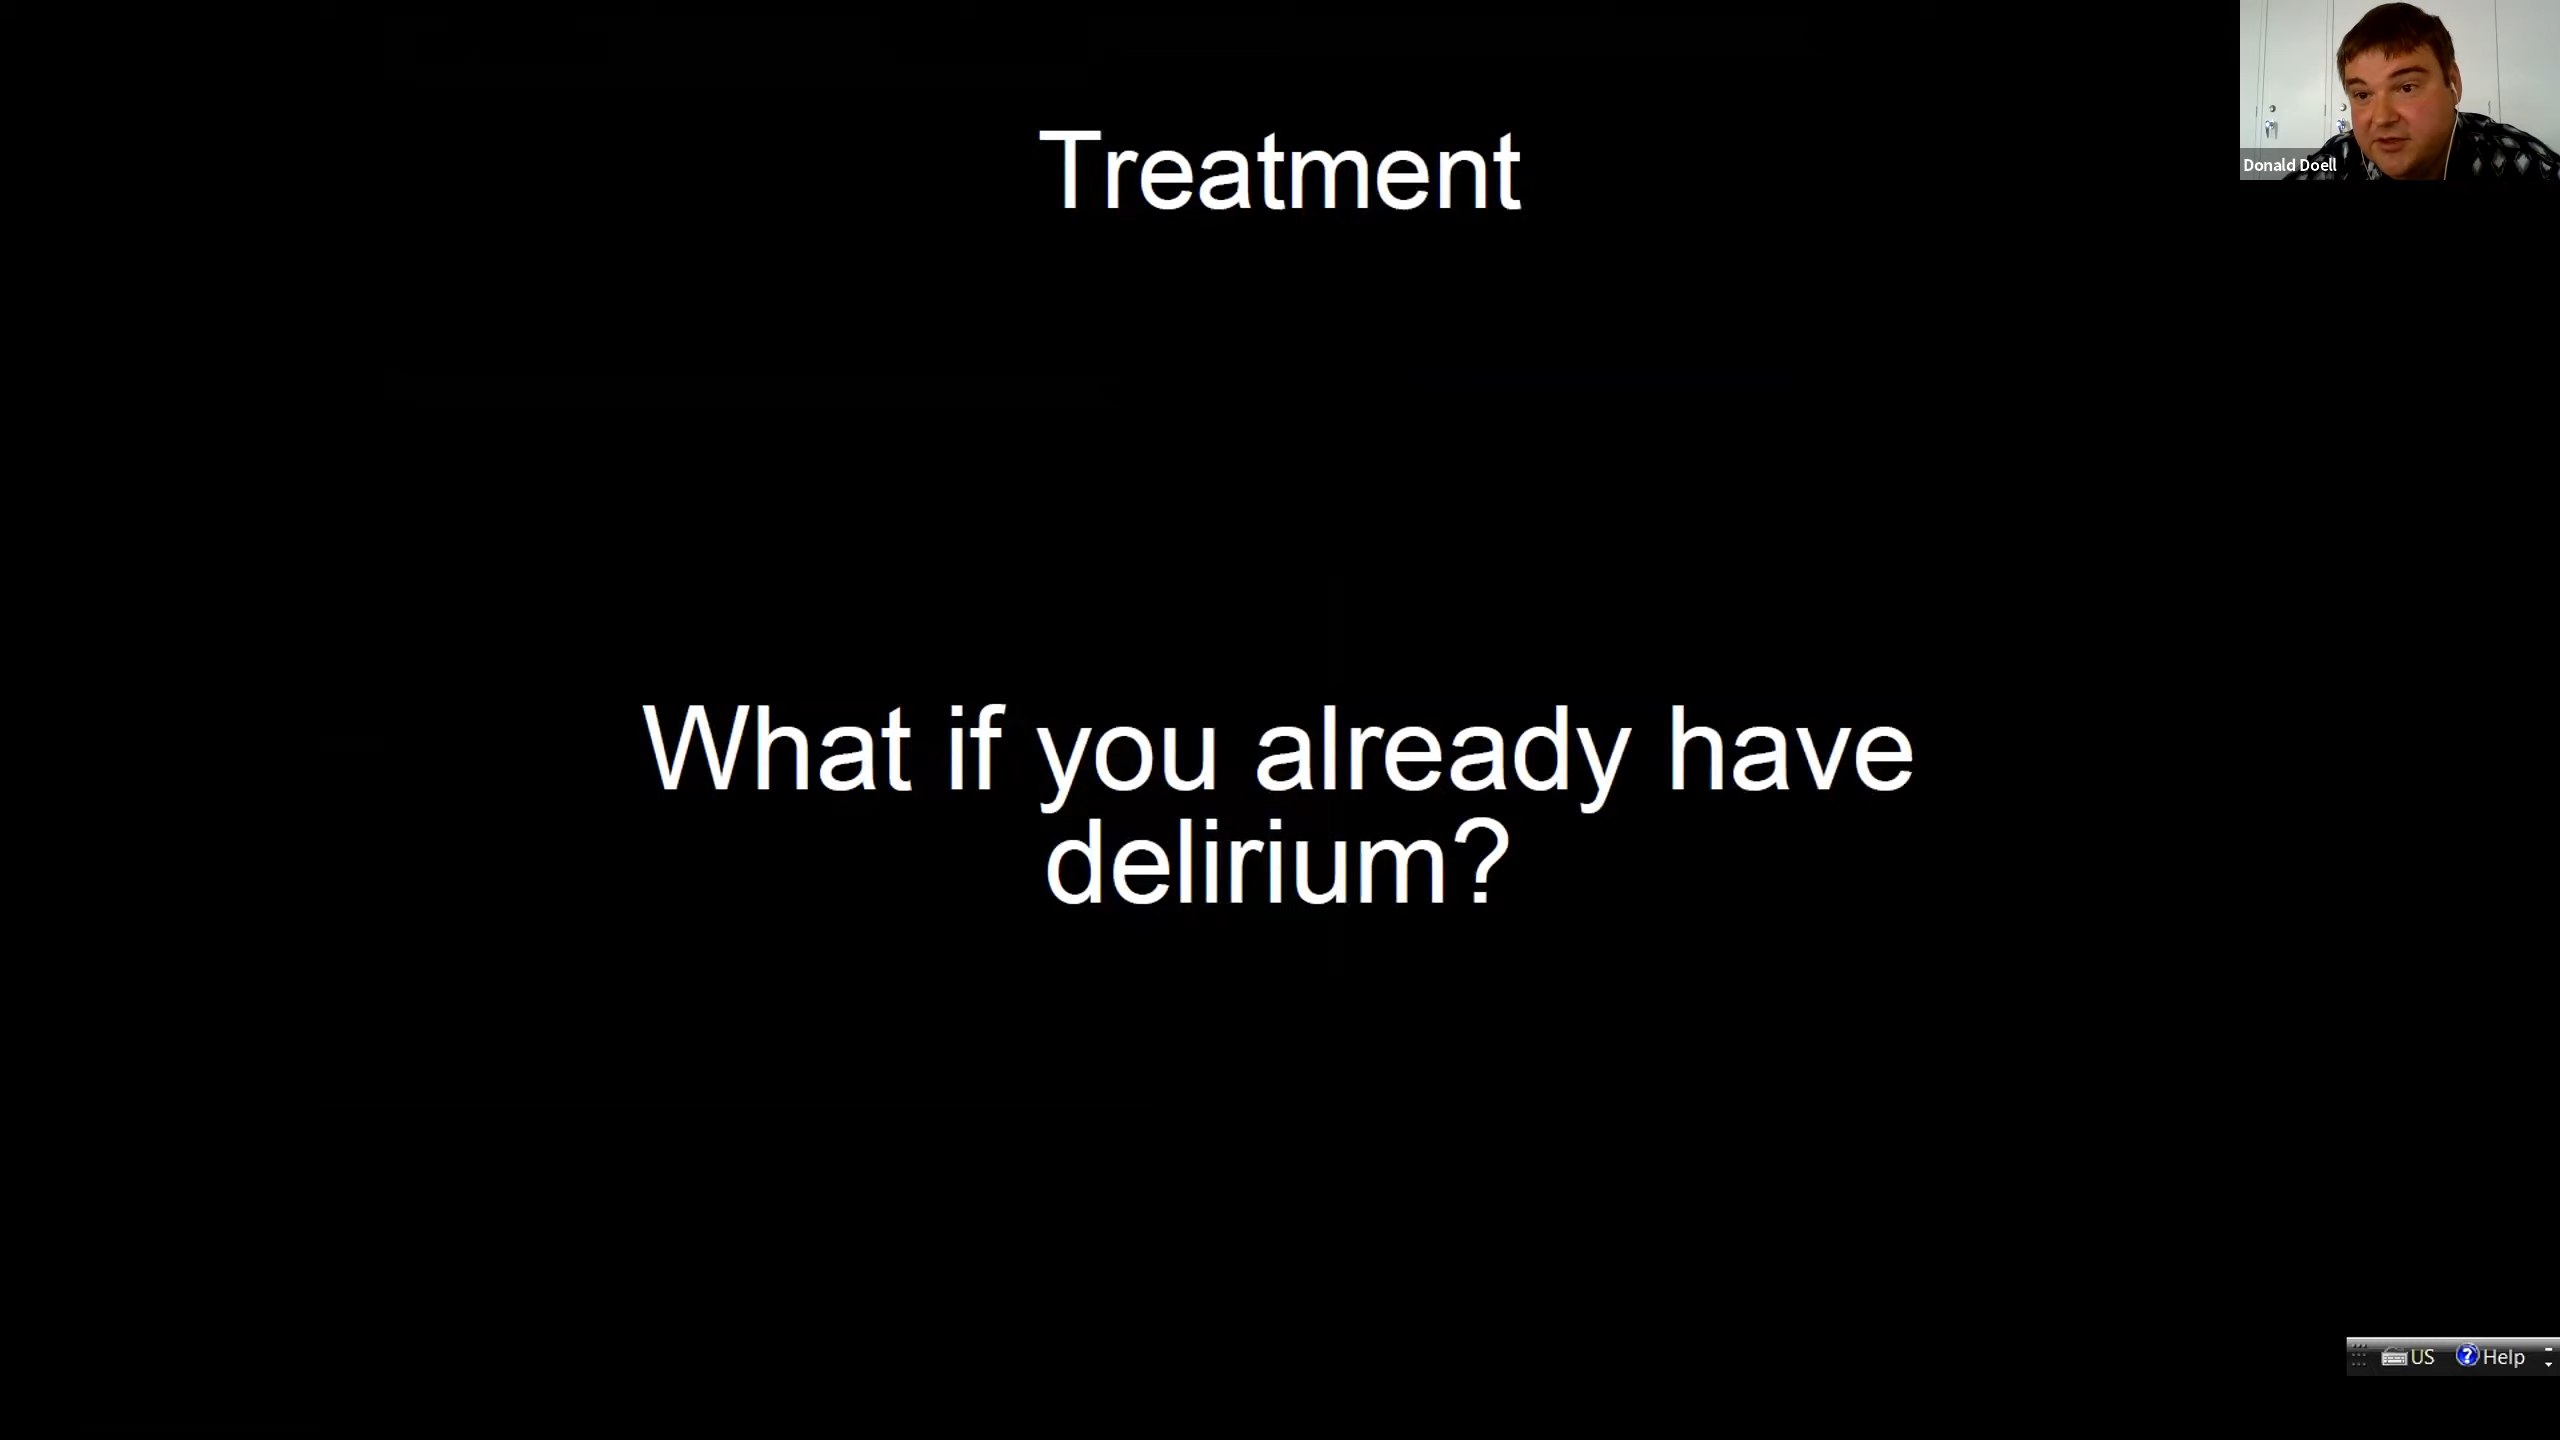 Treatment
Donald Doell
What if you already have
delirium?
US Help